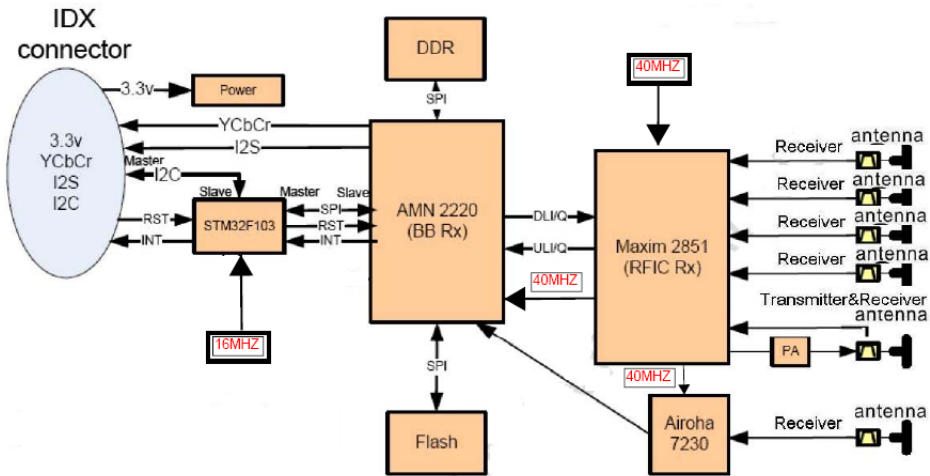 IDX
connector
3.3v
YCbCr
I2S
I2C
3.3v
Power
YCbCr
I2S
Master
I2C
Slave
RST
INT
STM32F103
Master
Slave
SPI
RST
INT
16MHZ
DDR
SPI
AMN 2220
(BB Rx)
SPI
Flash
DLI/Q
ULI/Q
40MHZ
40MHZ
Maxim 2851
(RFIC Rx)
40MHZ
Airoha
7230
Receiver
antenna
Receiver
antenna
Receiver
antenna
Receiver
antenna
Transmitter&Receiver
antenna
PA
Receiver
antenna